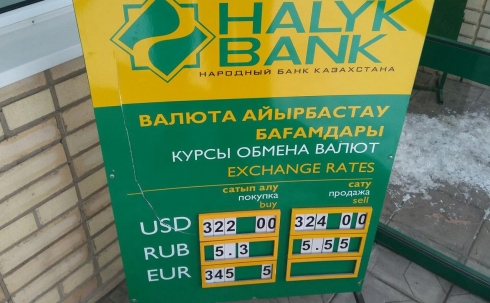 HALYK
BANK
НАРОДНЫЙ БАНК КАЗАХСТАНА
ВАЛЮТА АЙЫРБАСТАУ
БАҒАМДАРЫ
КУРСЫ ОБМЕНА ВАЛЮТ
EXCHANGE RATES
сатып алу сату
покупка продажа
buy sell
USD 322 00 324 00
RUB 5.3 5.55
EUR 345 5